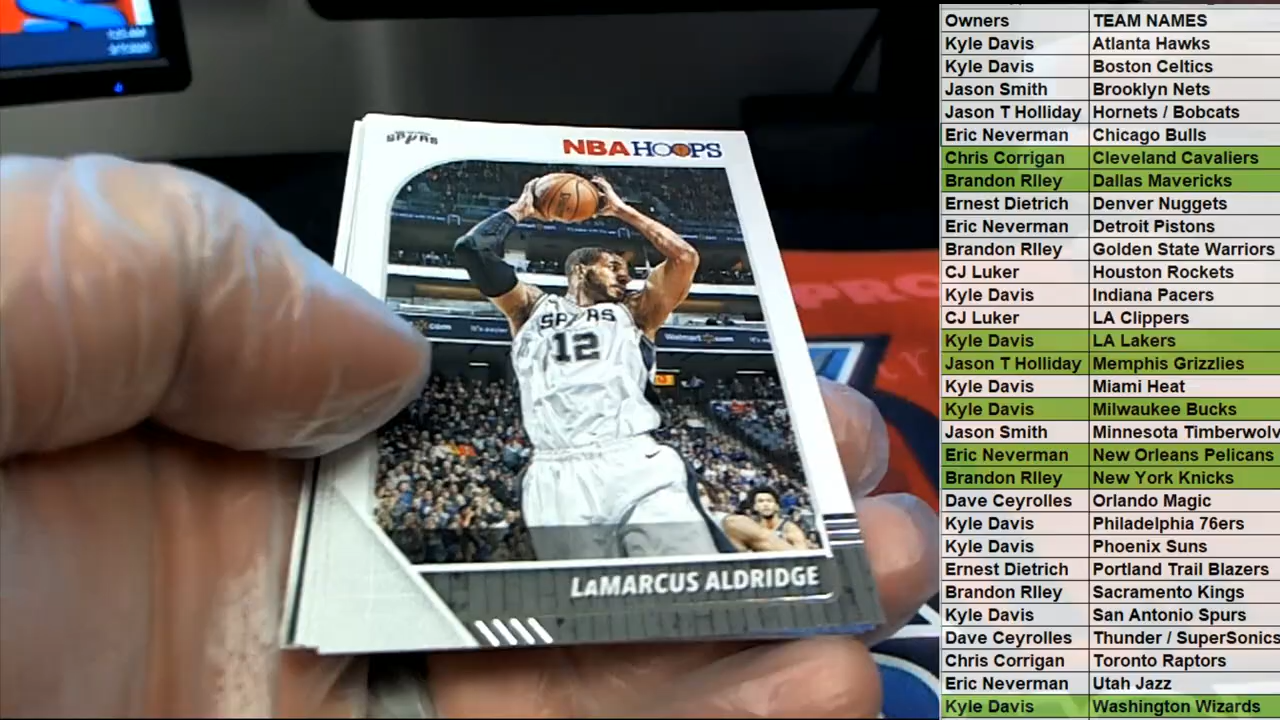 SPURS
NBA HOOPS
SPURS
12
Walmart
LaMARCUS ALDRIDGE
PRO
Owners TEAM NAMES
Kyle Davis Atlanta Hawks
Kyle Davis Boston Celtics
Jason Smith Brooklyn Nets
Jason T Holliday Hornets / Bobcats
Eric Neverman Chicago Bulls
Chris Corrigan Cleveland Cavaliers
Brandon RIley Dallas Mavericks
Ernest Dietrich Denver Nuggets
Eric Neverman Detroit Pistons
Brandon RIley Golden State Warriors
CJ Luker Houston Rockets
Kyle Davis Indiana Pacers
CJ Luker LA Clippers
Kyle Davis LA Lakers
Jason T Holliday Memphis Grizzlies
Kyle Davis Miami Heat
Kyle Davis Milwaukee Bucks
Jason Smith Minnesota Timberwolv
Eric Neverman New Orleans Pelicans
Brandon RIley New York Knicks
Dave Ceyrolles Orlando Magic
Kyle Davis Philadelphia 76ers
Kyle Davis Phoenix Suns
Ernest Dietrich Portland Trail Blazers
Brandon RIley Sacramento Kings
Kyle Davis San Antonio Spurs
Dave Ceyrolles Thunder / SuperSonics
Chris Corrigan Toronto Raptors
Eric Neverman Utah Jazz
Kyle Davis Washington Wizards